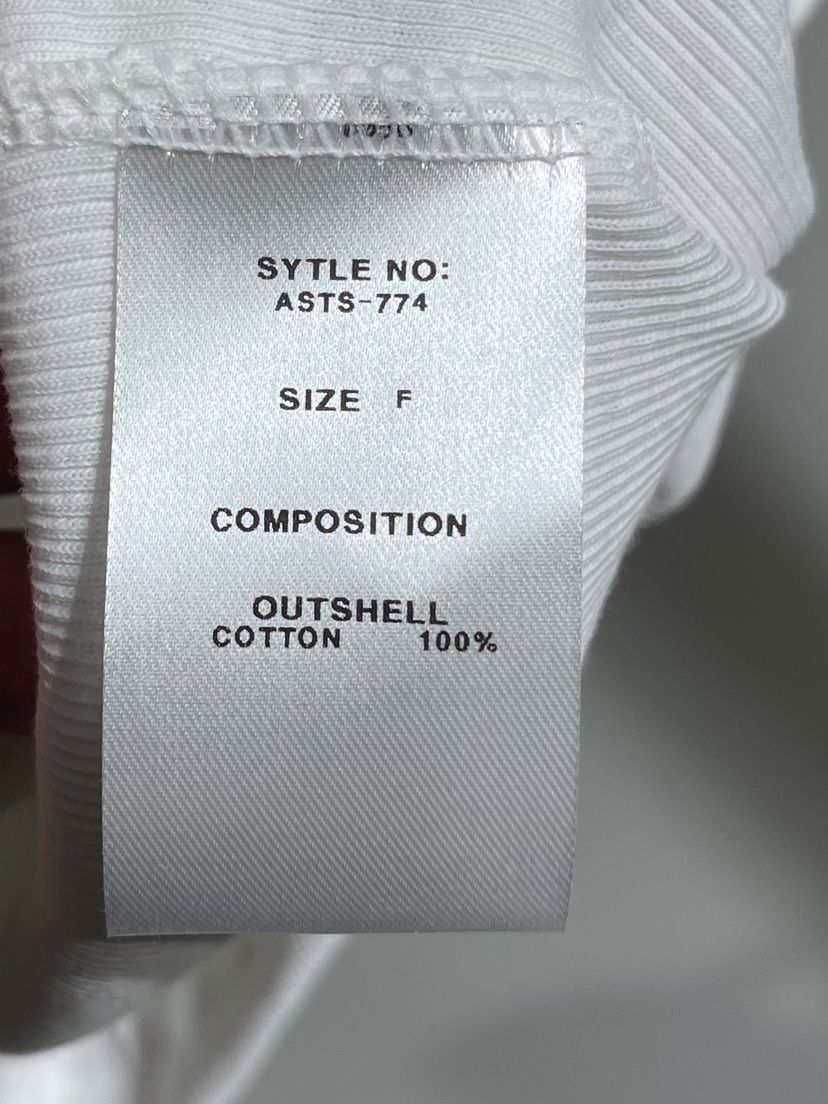 SYTLE NO:
ASTS-774
SIZE F
COMPOSITION
OUTSHELL
COTTON 100%